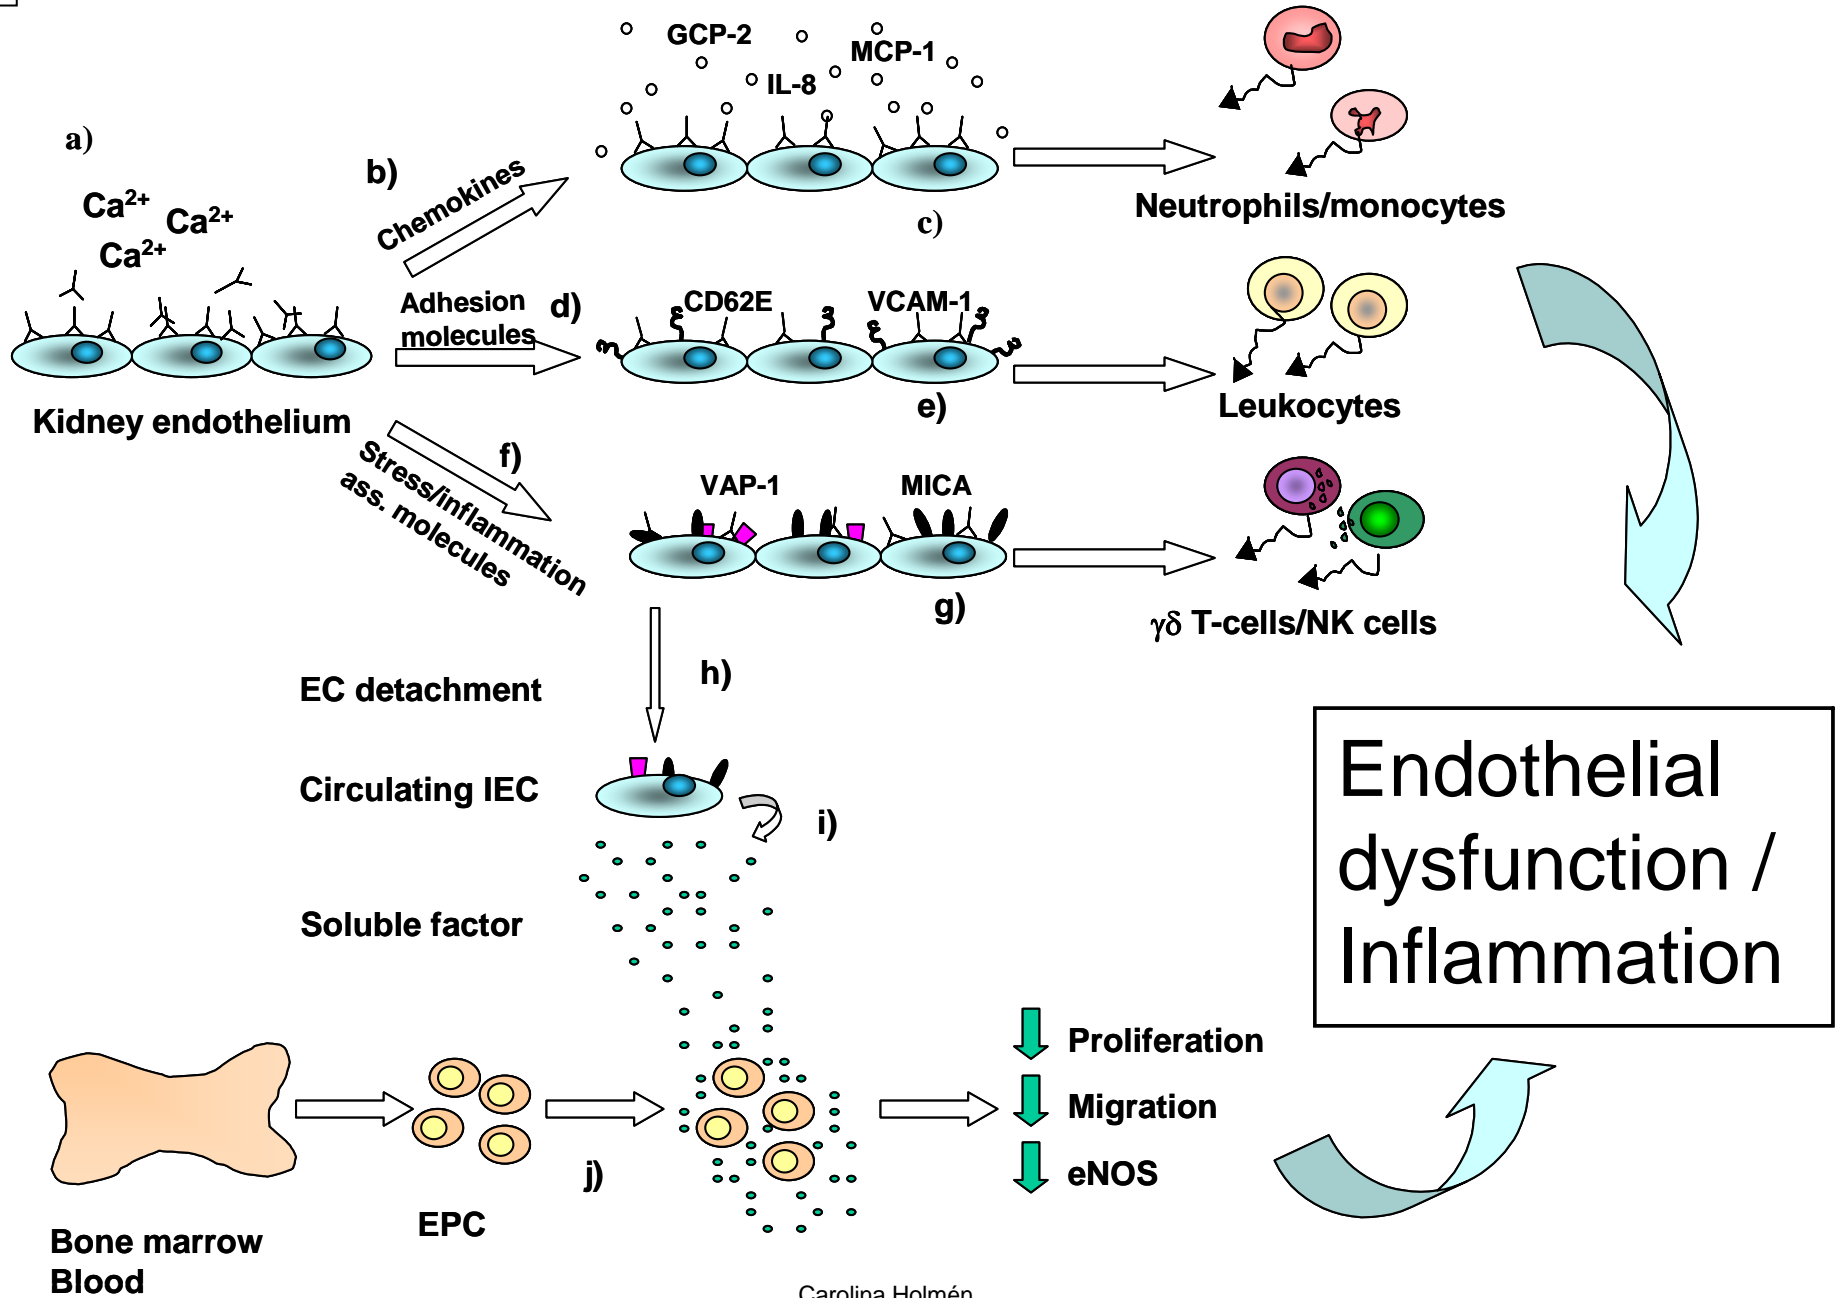 GCP-2
MCP-1
IL-8
a)
b)
Chemokines
Ca²⁺ Ca²⁺
Ca²⁺
c)
Neutrophils/monocytes
Adhesion
molecules
d)
CD62E
VCAM-1
e)
Leukocytes
Kidney endothelium
f)
Stress/inflammation
ass. molecules
VAP-1
MICA
g)
γδ T-cells/NK cells
EC detachment
h)
Circulating IEC
i)
Soluble factor
Endothelial
dysfunction /
Inflammation
Proliferation
Migration
eNOS
j)
EPC
Bone marrow
Blood
Carolina Holmén